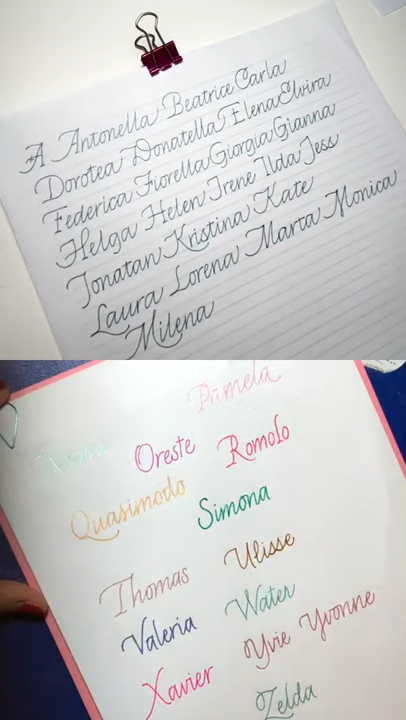 A Antonella Beatrice Carla
Dorotea Donatella Elena Elvira
Federica Fiorella Giorgia Gianna
Helga Helen Irene Ilda Jess
Jonatan Kristina Kate
Laura Lorena Marta Monica
Milena
Pamela
Oreste Romolo
Quasimodo Simona
Thomas Ulisse
Valeria Water
Xavier Yvie Yvonne
Zelda